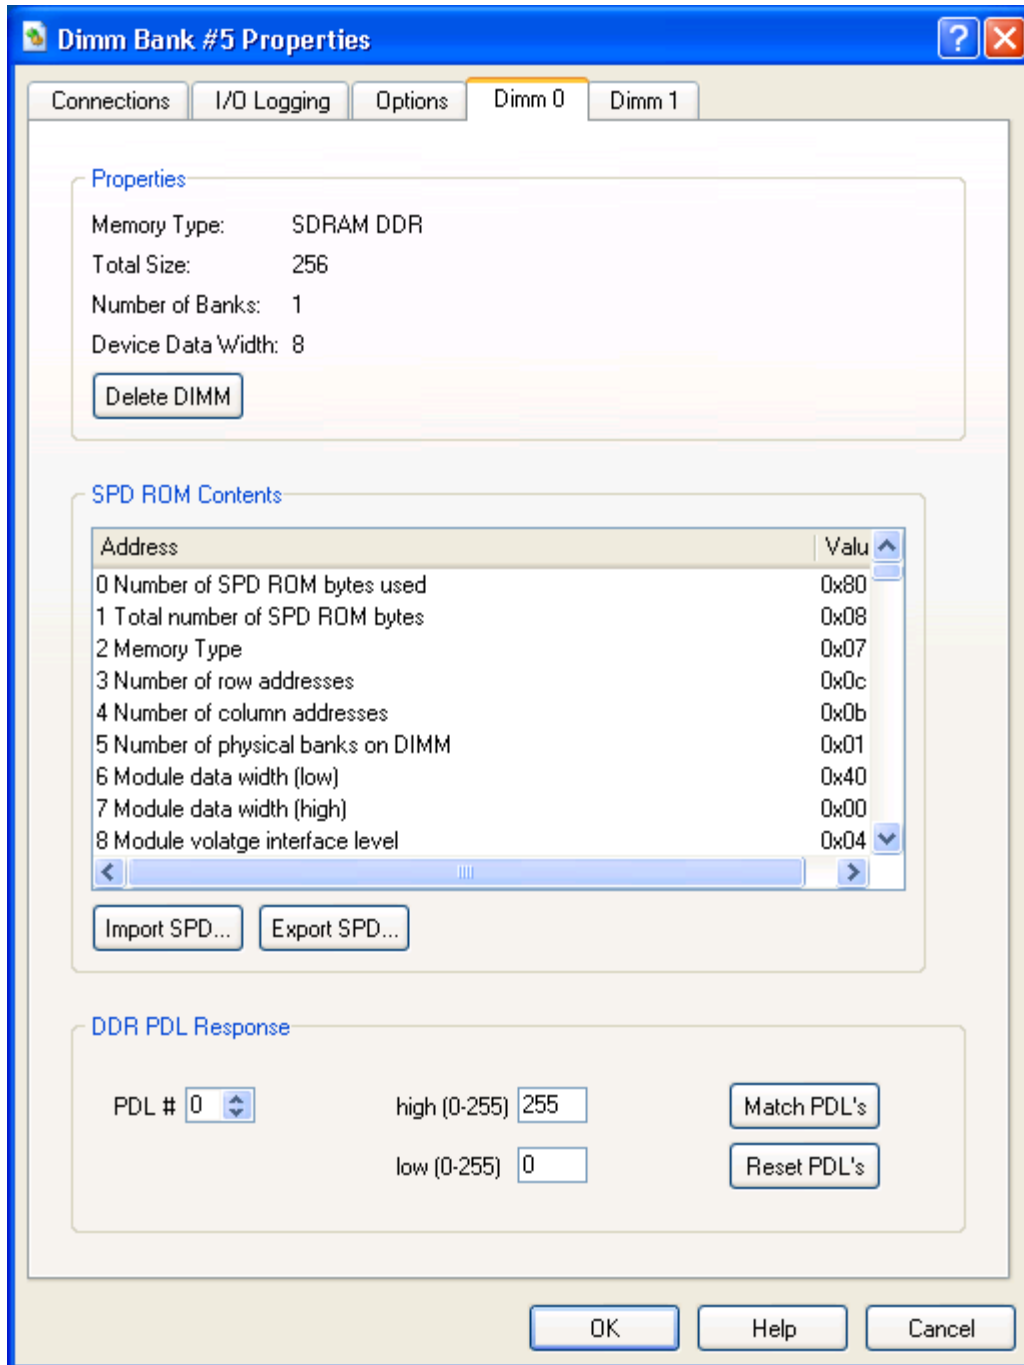 Dimm Bank #5 Properties
Connections I/O Logging Options Dimm 0 Dimm 1
Properties
Memory Type: SDRAM DDR
Total Size: 256
Number of Banks: 1
Device Data Width: 8
Delete DIMM
SPD ROM Contents
Address Valu
0 Number of SPD ROM bytes used 0x80
1 Total number of SPD ROM bytes 0x08
2 Memory Type 0x07
3 Number of row addresses 0x0c
4 Number of column addresses 0x0b
5 Number of physical banks on DIMM 0x01
6 Module data width (low) 0x40
7 Module data width (high) 0x00
8 Module volatge interface level 0x04
Import SPD... Export SPD...
DDR PDL Response
PDL # 0 high (0-255) 255 Match PDL's
low (0-255) 0 Reset PDL's
OK Help Cancel